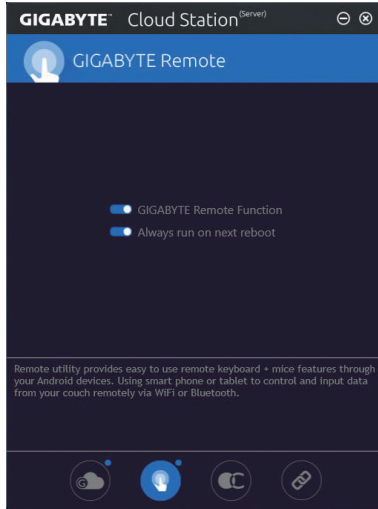 GIGABYTE™ Cloud Station (Server)
GIGABYTE Remote
GIGABYTE Remote Function
Always run on next reboot
Remote utility provides easy to use remote keyboard + mice features through
your Android devices. Using smart phone or tablet to control and input data
from your couch remotely via WiFi or Bluetooth.
G